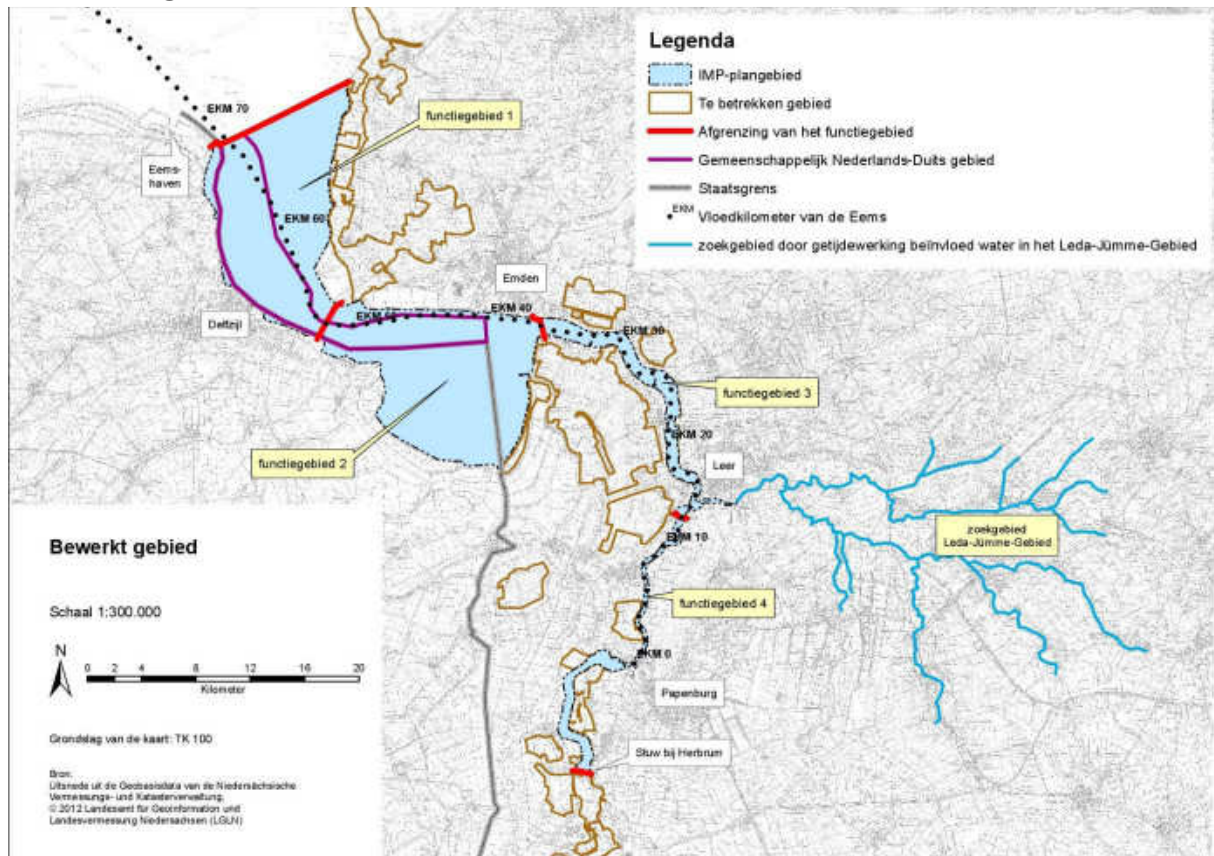 Legenda
IMP-plangebied
Te betrekken gebied
Afgrenzing van het functiegebied
Gemeenschappelijk Nederlands-Duits gebied
Staatsgrens
EKM Vloedkilometer van de Eems
zoekgebied door getijdewerking beïnvloed water in het Leda-Jümme-Gebied
EKM 70
functiegebied 1
Eems-
haven
EKM 60
Emden
Delfzijl
EKM 40
EKM 30
functiegebied 3
EKM 20
functiegebied 2
Leer
zoekgebied
Leda-Jümme-Gebied
EKM 10
functiegebied 4
EKM 0
Papenburg
Stuw bij Herbrum
Bewerkt gebied
Schaal 1:300.000
N
0 2 4 8 12 16 20
Kilometer
Grondslag van de kaart: TK 100
Bron:
Uitsnede uit de Geobasisdata van de Niedersächsische
Vermessungs- und Katasterverwaltung,
© 2012 Landesamt für Geoinformation und
Landesvermessung Niedersachsen (LGLN)